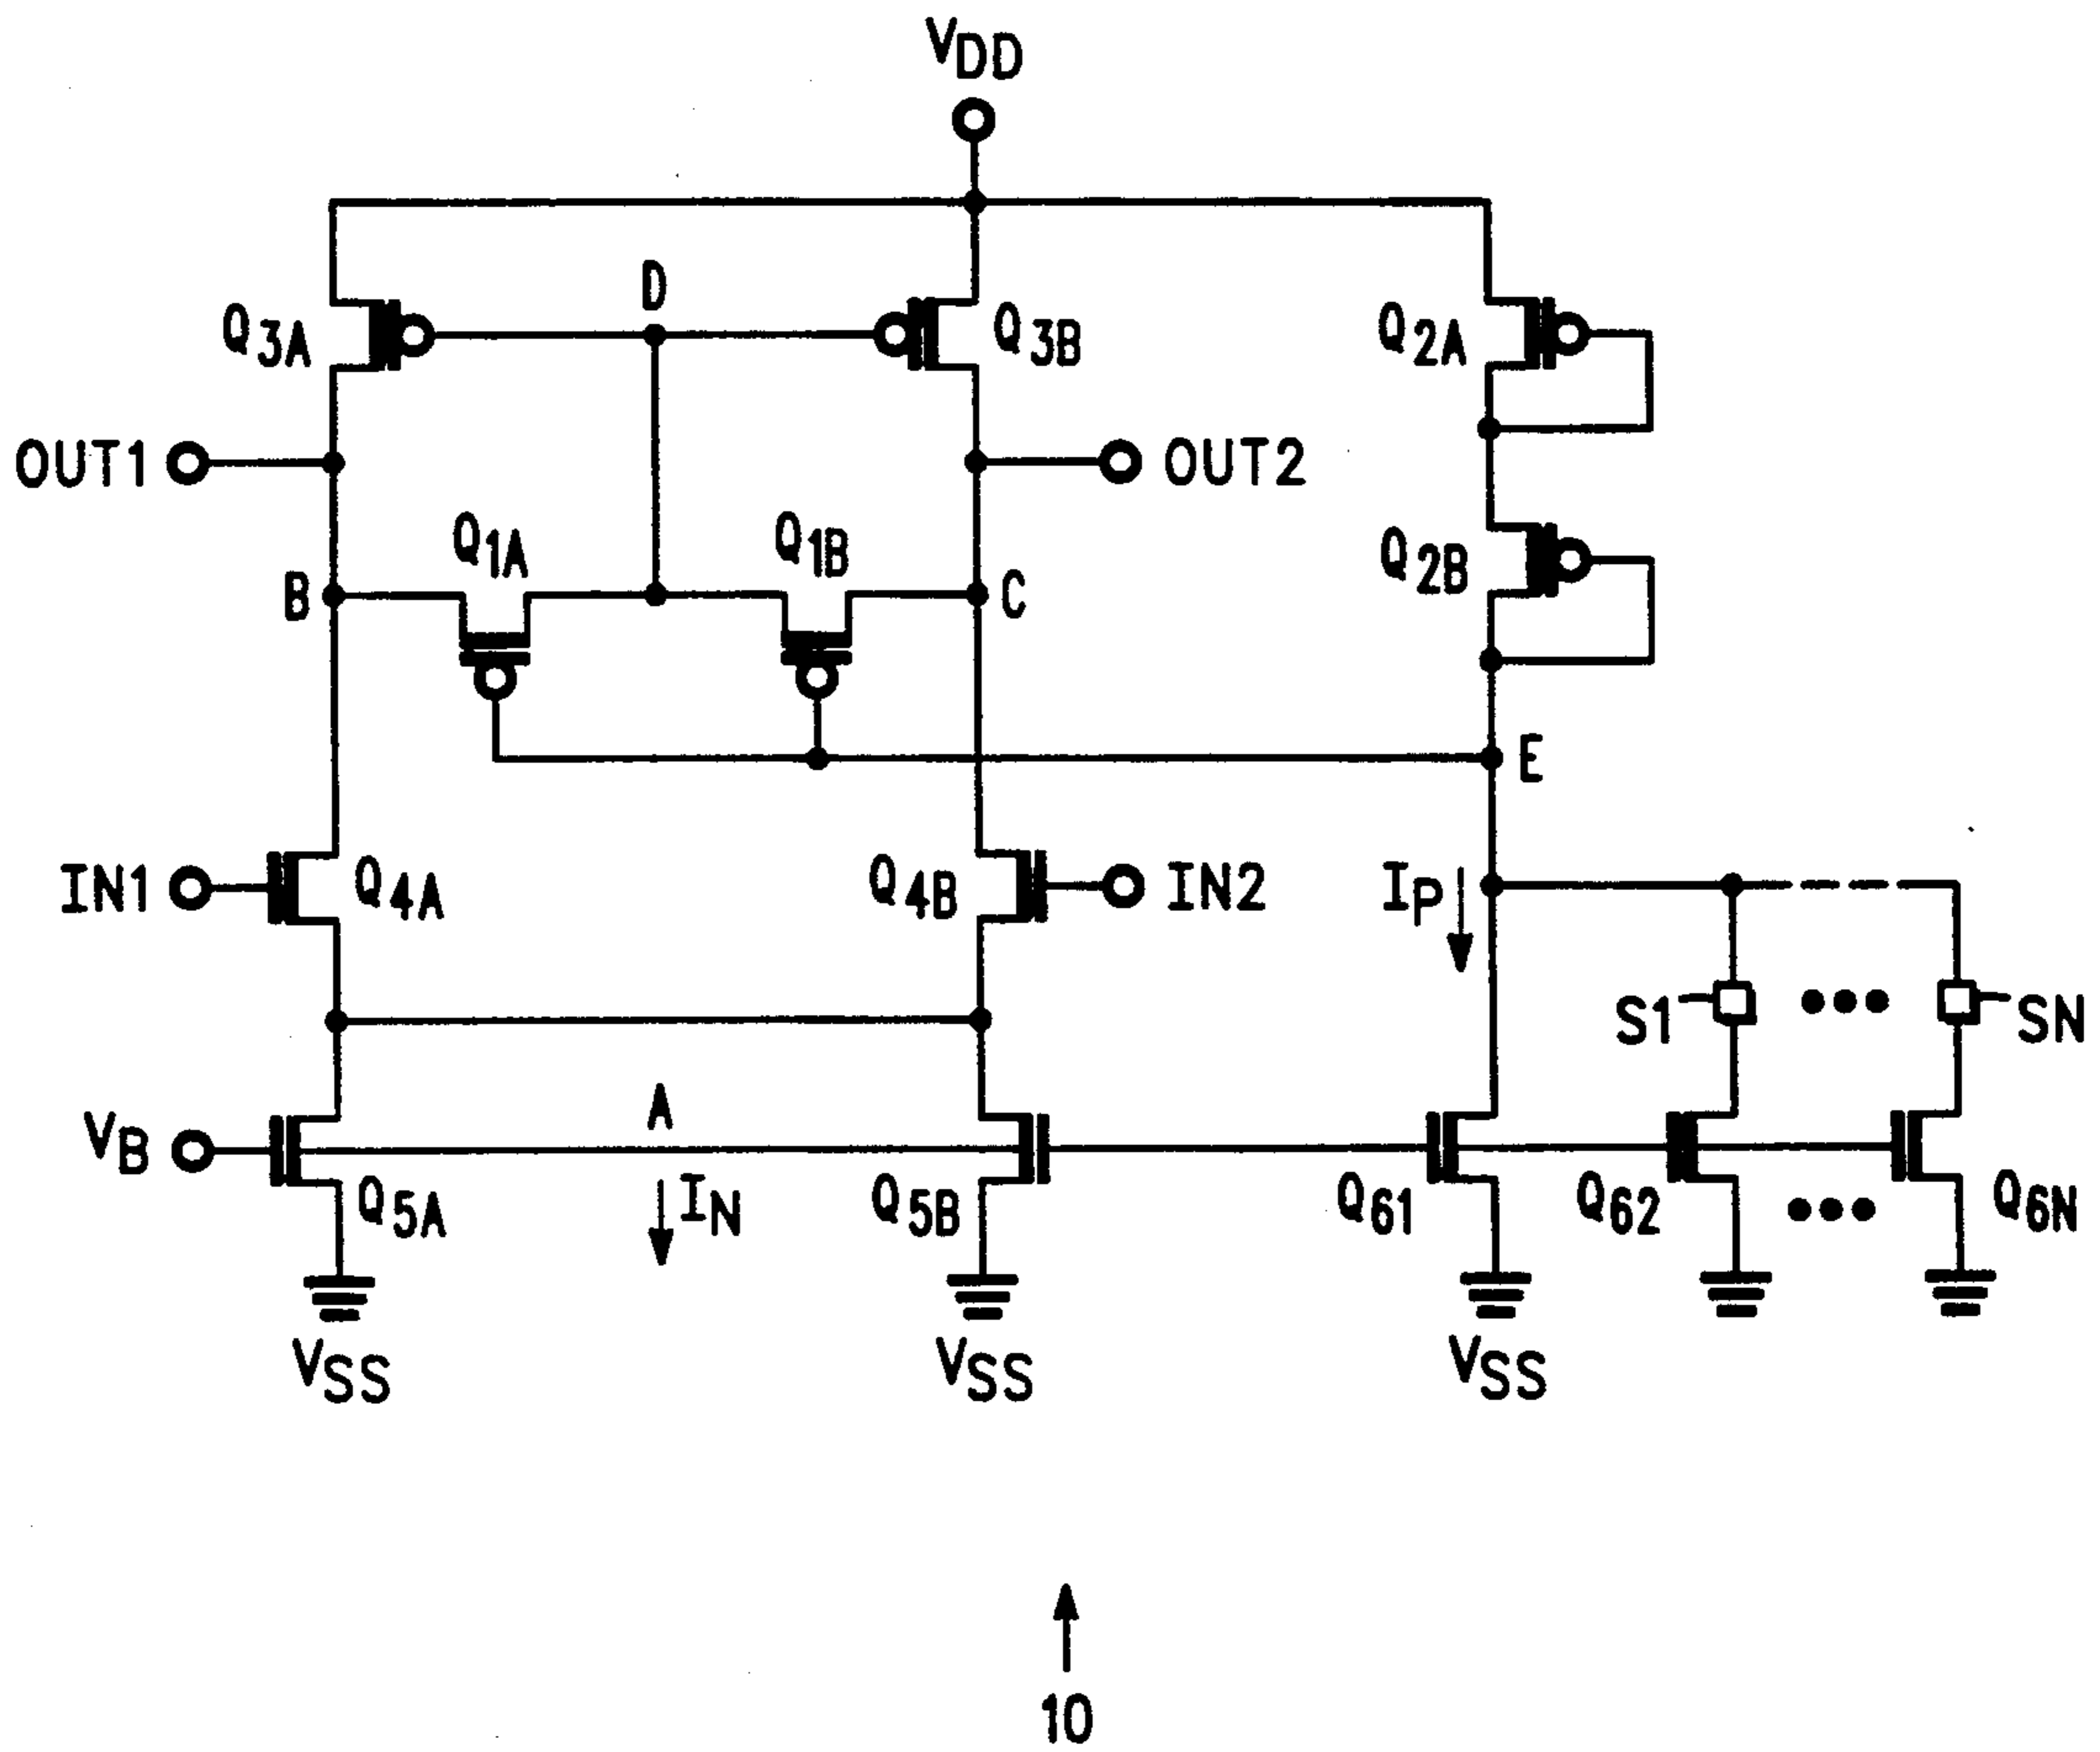 VDD
D
Q3A
Q3B
Q2A
OUT1
OUT2
Q1A
Q1B
Q2B
B
C
E
IN1
Q4A
Q4B
IN2
IP
S1
SN
A
VB
Q5A
IN
Q5B
Q61
Q62
Q6N
VSS
VSS
VSS
10